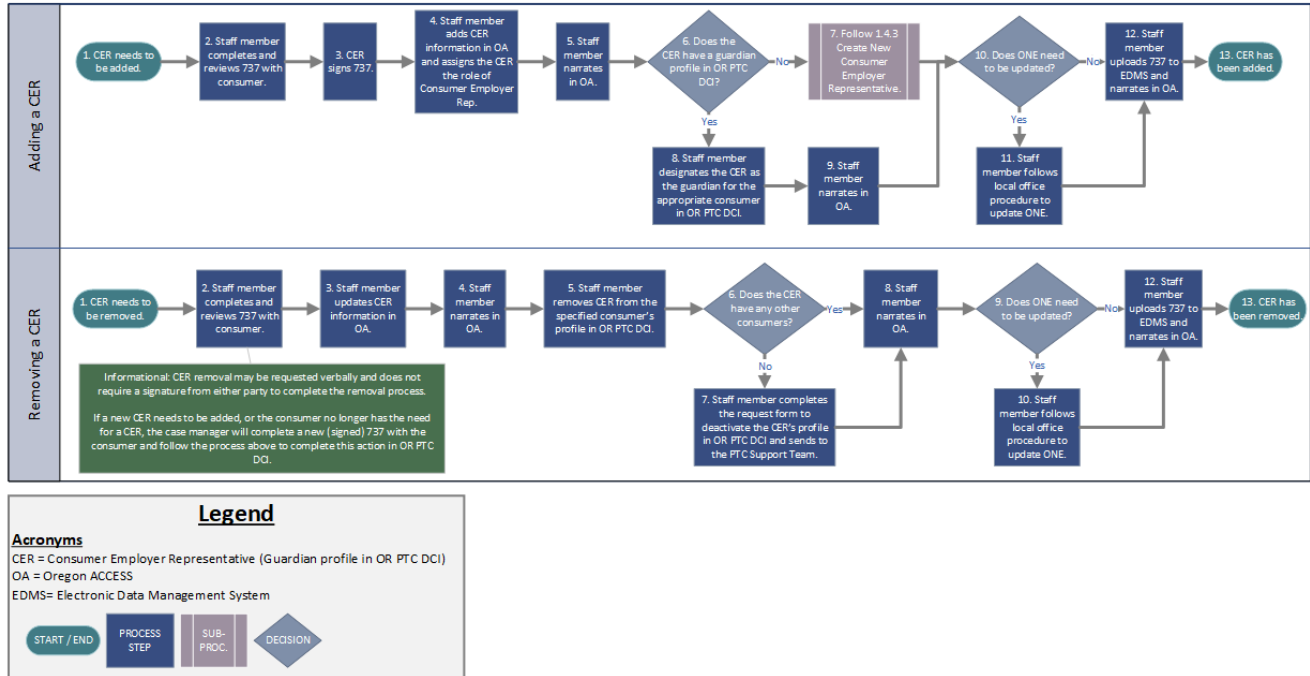 Adding a CER
1. CER needs to
be added.
2. Staff member
completes and
reviews 737 with
consumer.
3. CER
signs 737.
4. Staff member
adds CER
information in OA
and assigns the CER
the role of
Consumer Employer
Rep.
5. Staff
member
narrates in
OA.
6. Does the
CER have a guardian
profile in OR PTC
DCI?
No
7. Follow 1.4.3
Create New
Consumer
Employer
Representative.
Yes
8. Staff member
designates the CER as
the guardian for the
appropriate consumer
in OR PTC DCI.
9. Staff
member
narrates in
OA.
10. Does ONE need
to be updated?
No
Yes
11. Staff
member follows
local office
procedure to
update ONE.
12. Staff
member
uploads 737 to
EDMS and
narrates in OA.
13. CER has
been added.
Removing a CER
1. CER needs to
be removed.
2. Staff member
completes and
reviews 737 with
consumer.
3. Staff member
updates CER
information in
OA.
4. Staff
member
narrates in
OA.
5. Staff member
removes CER from the
specified consumer's
profile in OR PTC DCI.
6. Does the CER
have any other
consumers?
Yes
No
7. Staff member completes
the request form to
deactivate the CER's profile
in OR PTC DCI and sends to
the PTC Support Team.
8. Staff
member
narrates in
OA.
9. Does ONE need
to be updated?
No
Yes
10. Staff
member follows
local office
procedure to
update ONE.
12. Staff
member
uploads 737 to
EDMS and
narrates in OA.
13. CER has
been removed.
Informational: CER removal may be requested verbally and does not
require a signature from either party to complete the removal process.
If a new CER needs to be added, or the consumer no longer has the need
for a CER, the case manager will complete a new (signed) 737 with the
consumer and follow the process above to complete this action in OR PTC
DCI.
Legend
Acronyms
CER = Consumer Employer Representative (Guardian profile in OR PTC DCI)
OA = Oregon ACCESS
EDMS= Electronic Data Management System
START / END
PROCESS
STEP
SUB-
PROC.
DECISION